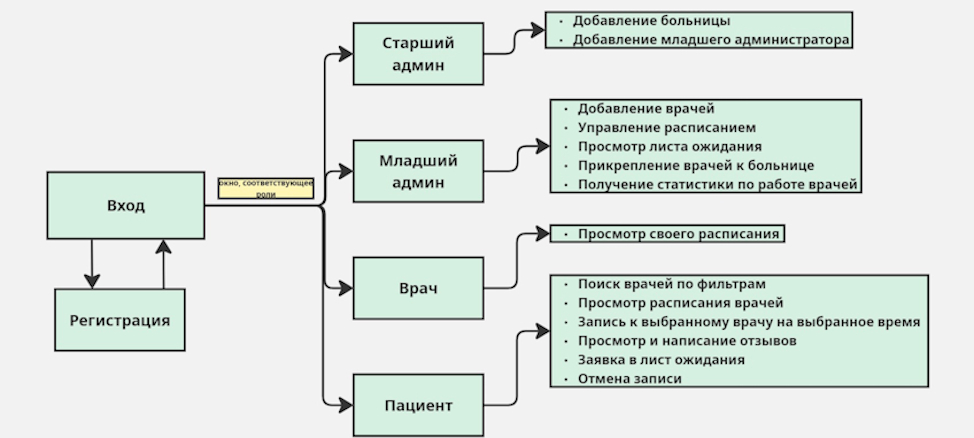 Старший
админ
• Добавление больницы
• Добавление младшего администратора
Младший
админ
• Добавление врачей
• Управление расписанием
• Просмотр листа ожидания
• Прикрепление врачей к больнице
• Получение статистики по работе врачей
окно, соответствующее
роли
Вход
Регистрация
Врач
• Просмотр своего расписания
Пациент
• Поиск врачей по фильтрам
• Просмотр расписания врачей
• Запись к выбранному врачу на выбранное время
• Просмотр и написание отзывов
• Заявка в лист ожидания
• Отмена записи